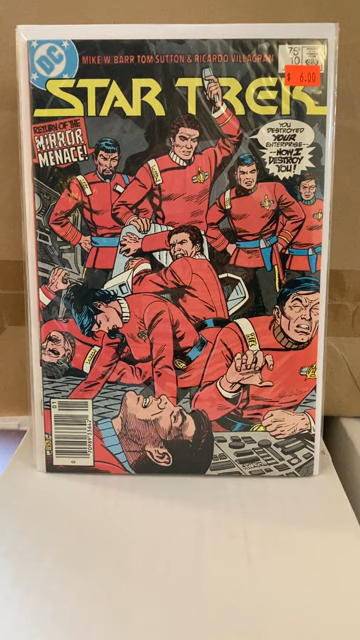 DC
MIKE W. BARR TOM SUTTON & RICARDO VILLAGRAN
75¢
10
$ 6.00
STAR TREK
RETURN OF THE
MIRROR
MENACE!
YOU
DESTROYED
YOUR
ENTERPRISE--
--NOW I
DESTROY
YOU!